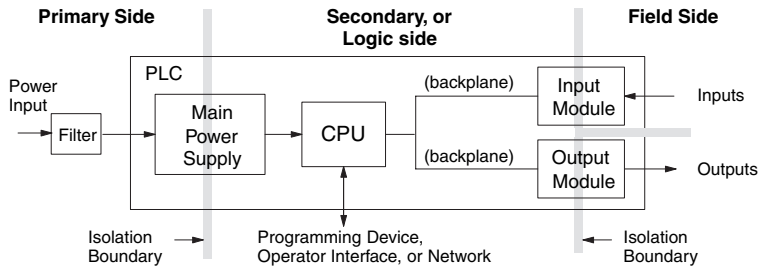 Primary Side
Secondary, or
Logic side
Field Side
PLC
Power
Input
Filter
Main
Power
Supply
CPU
(backplane)
Input
Module
Inputs
(backplane)
Output
Module
Outputs
Isolation
Boundary
Programming Device,
Operator Interface, or Network
Isolation
Boundary